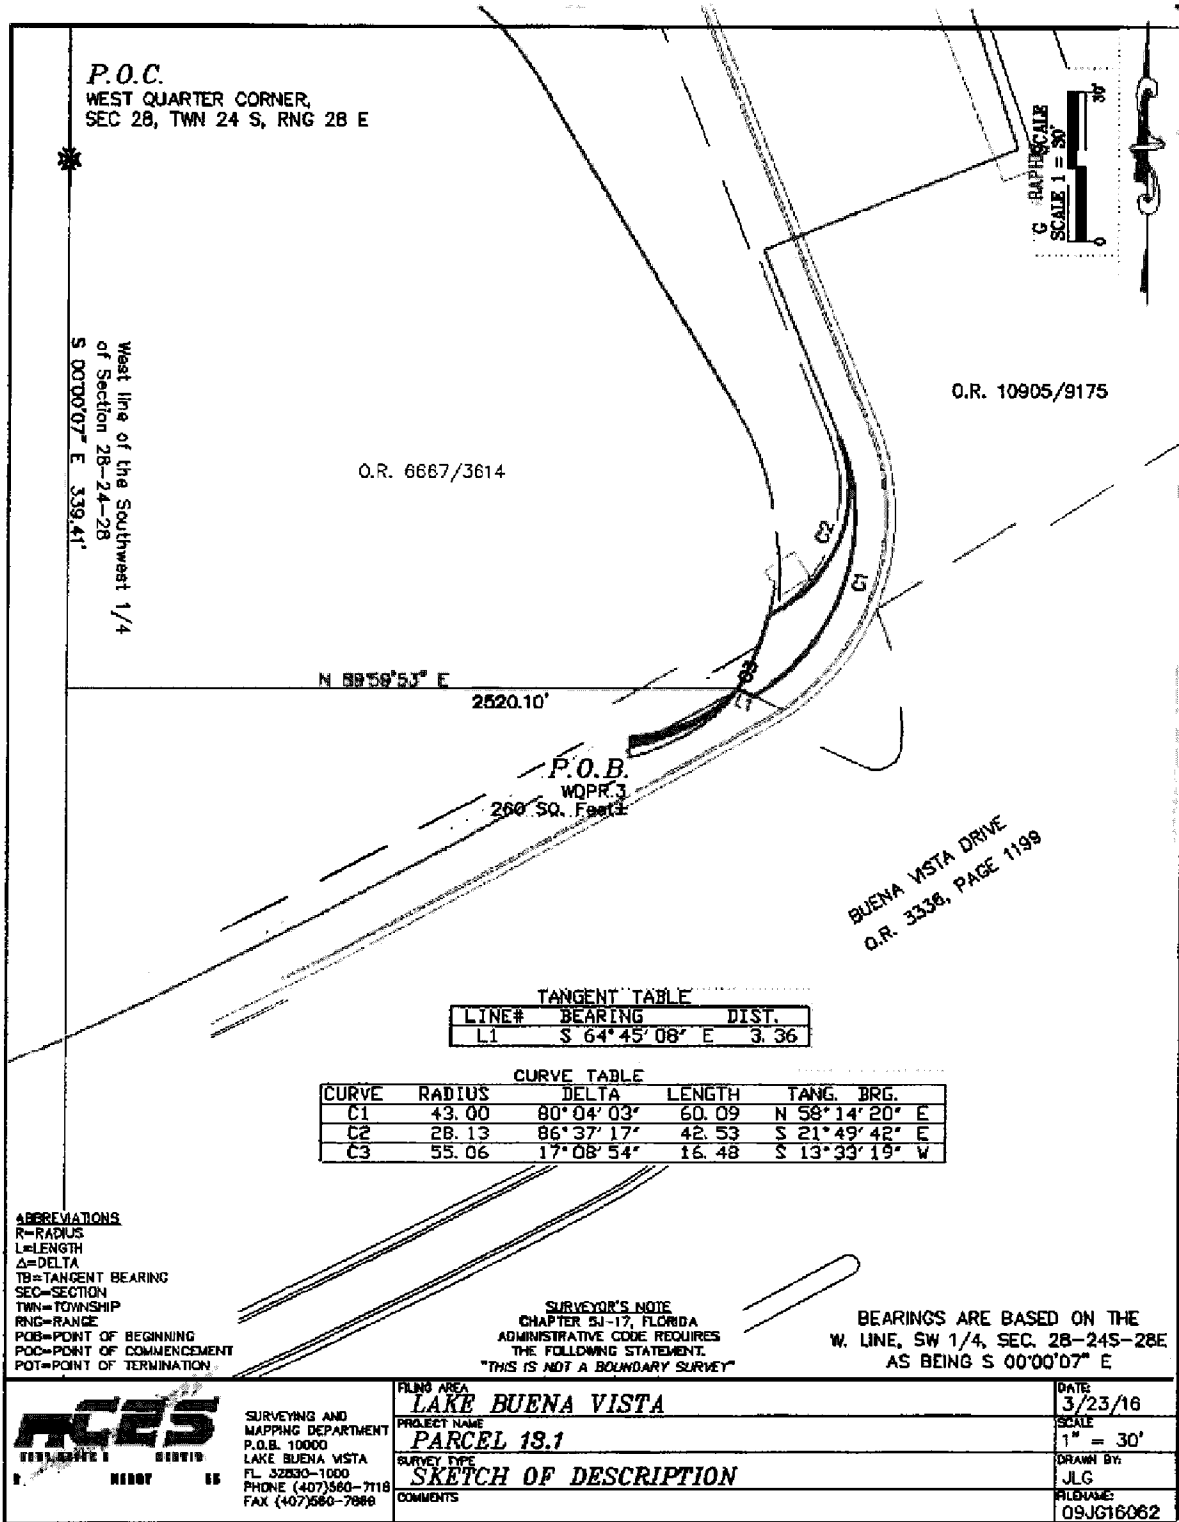 P.O.C.
WEST QUARTER CORNER,
SEC 28, TWN 24 S, RNG 28 E
G RAPHIC SCALE
SCALE 1 = 30'
0
30'
West line of the Southwest 1/4
of Section 28-24-28
S 00°00'07" E 339.41'
O.R. 10905/9175
O.R. 6667/3614
C2
C1
C3
L1
N 89°59'53" E
2520.10'
P.O.B.
WDPR.3
260 SQ. Feet±
BUENA VISTA DRIVE
O.R. 3336, PAGE 1199
TANGENT TABLE
LINE# BEARING DIST.
L1 S 64°45'08" E 3.36
CURVE TABLE
CURVE RADIUS DELTA LENGTH TANG. BRG.
C1 43.00 80°04'03" 60.09 N 58°14'20" E
C2 28.13 86°37'17" 42.53 S 21°49'42" E
C3 55.06 17°08'54" 16.48 S 13°33'19" W
ABBREVIATIONS
R=RADIUS
L=LENGTH
Δ=DELTA
TB=TANGENT BEARING
SEC=SECTION
TWN=TOWNSHIP
RNG=RANGE
POB=POINT OF BEGINNING
POC=POINT OF COMMENCEMENT
POT=POINT OF TERMINATION
SURVEYOR'S NOTE
CHAPTER 5J-17, FLORIDA
ADMINISTRATIVE CODE REQUIRES
THE FOLLOWING STATEMENT.
"THIS IS NOT A BOUNDARY SURVEY"
BEARINGS ARE BASED ON THE
W. LINE, SW 1/4, SEC. 28-24S-28E
AS BEING S 00°00'07" E
RCES
SURVEYING AND
MAPPING DEPARTMENT
P.O.B. 10000
LAKE BUENA VISTA
FL. 32830-1000
PHONE (407)560-7118
FAX (407)560-7898
FILING AREA
LAKE BUENA VISTA
PROJECT NAME
PARCEL 13.1
SURVEY TYPE
SKETCH OF DESCRIPTION
COMMENTS
DATE:
3/23/16
SCALE
1" = 30'
DRAWN BY:
JLG
FILENAME:
09JG16062